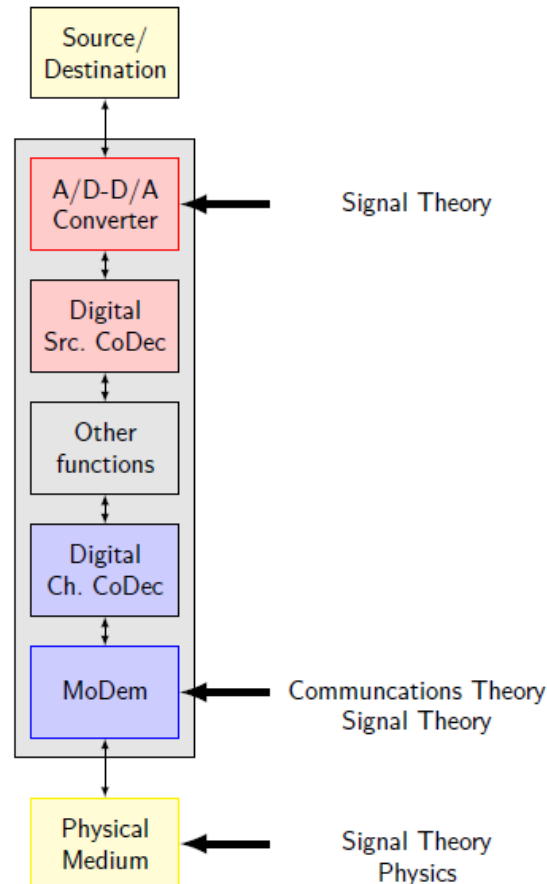 Source/
Destination
A/D-D/A
Converter
Signal Theory
Digital
Src. CoDec
Other
functions
Digital
Ch. CoDec
MoDem
Communcations Theory
Signal Theory
Physical
Medium
Signal Theory
Physics